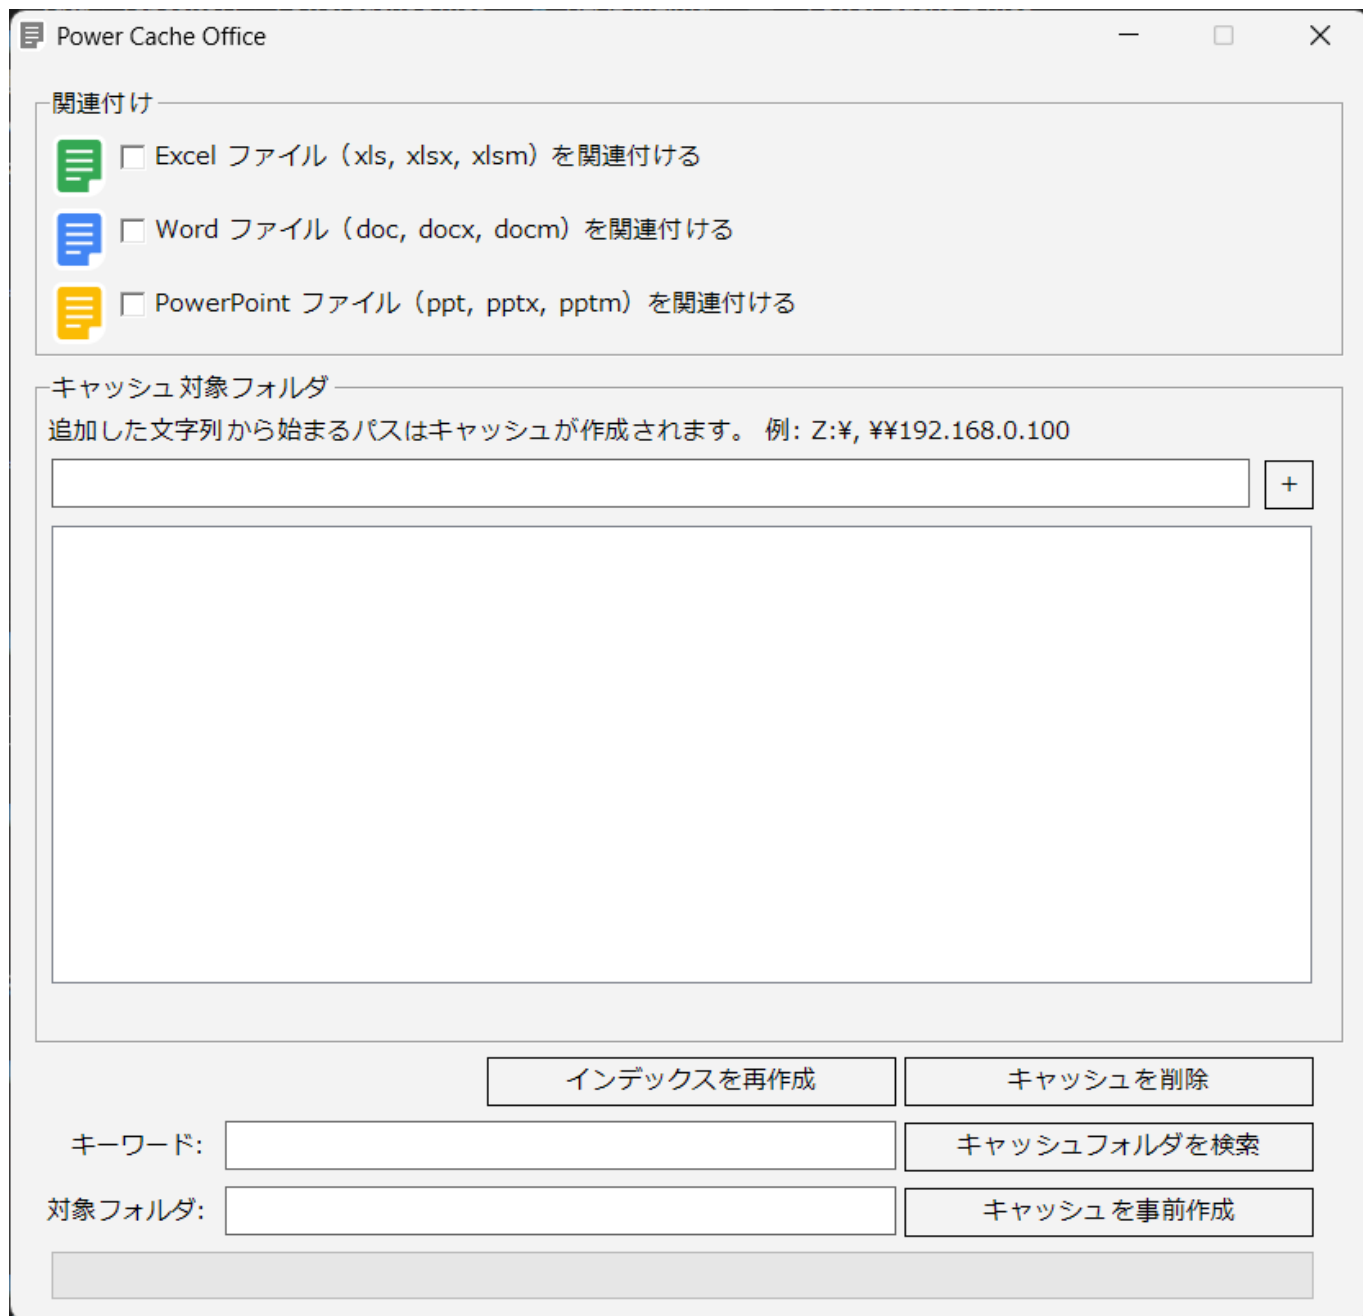 Power Cache Office
関連付け
Excel ファイル（xls, xlsx, xlsm）を関連付ける
Word ファイル（doc, docx, docm）を関連付ける
PowerPoint ファイル（ppt, pptx, pptm）を関連付ける
キャッシュ対象フォルダ
追加した文字列から始まるパスはキャッシュが作成されます。 例: Z:¥, ¥¥192.168.0.100
+
インデックスを再作成 キャッシュを削除
キーワード: キャッシュフォルダを検索
対象フォルダ: キャッシュを事前作成